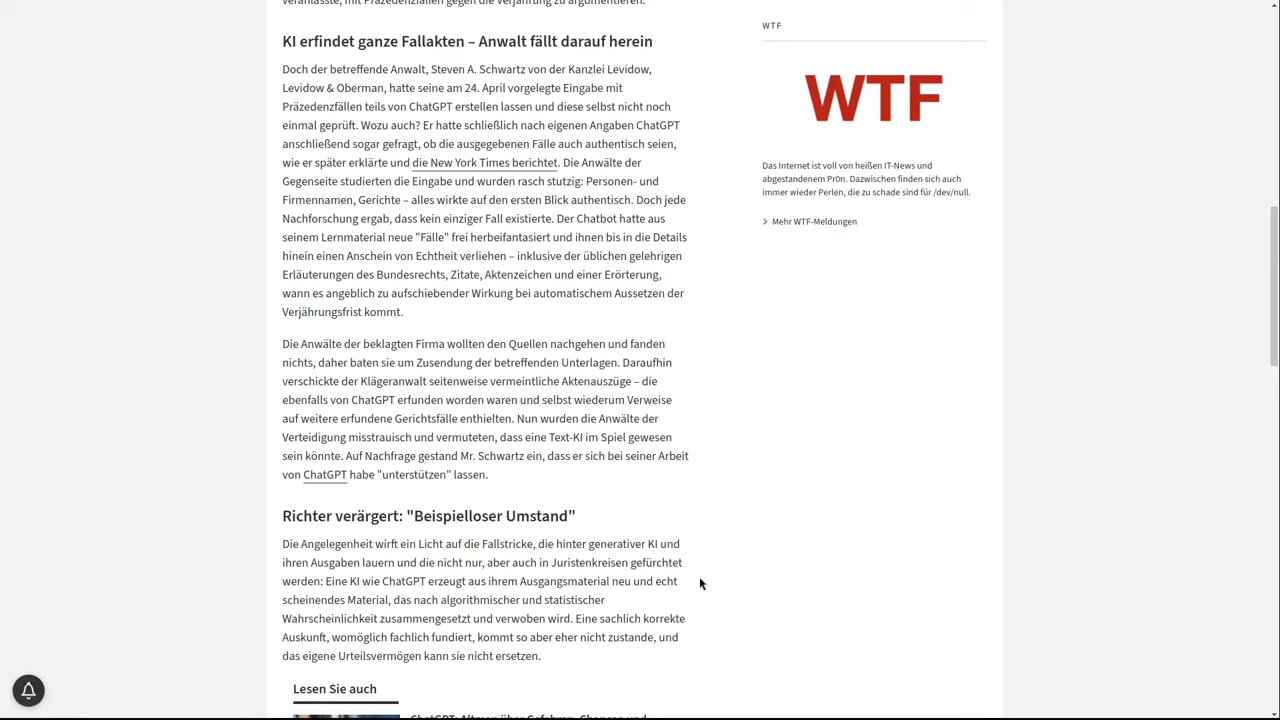 veranlasste, mit Präzedenzfällen gegen die Verjährung zu argumentieren.
KI erfindet ganze Fallakten – Anwalt fällt darauf herein
Doch der betreffende Anwalt, Steven A. Schwartz von der Kanzlei Levidow,
Levidow & Oberman, hatte seine am 24. April vorgelegte Eingabe mit
Präzedenzfällen teils von ChatGPT erstellen lassen und diese selbst nicht noch
einmal geprüft. Wozu auch? Er hatte schließlich nach eigenen Angaben ChatGPT
anschließend sogar gefragt, ob die ausgegebenen Fälle auch authentisch seien,
wie er später erklärte und die New York Times berichtet. Die Anwälte der
Gegenseite studierten die Eingabe und wurden rasch stutzig: Personen- und
Firmennamen, Gerichte – alles wirkte auf den ersten Blick authentisch. Doch jede
Nachforschung ergab, dass kein einziger Fall existierte. Der Chatbot hatte aus
seinem Lernmaterial neue "Fälle" frei herbeifantasiert und ihnen bis in die Details
hinein einen Anschein von Echtheit verliehen – inklusive der üblichen gelehrigen
Erläuterungen des Bundesrechts, Zitate, Aktenzeichen und einer Erörterung,
wann es angeblich zu aufschiebender Wirkung bei automatischem Aussetzen der
Verjährungsfrist kommt.
Die Anwälte der beklagten Firma wollten den Quellen nachgehen und fanden
nichts, daher baten sie um Zusendung der betreffenden Unterlagen. Daraufhin
verschickte der Klägeranwalt seitenweise vermeintliche Aktenauszüge – die
ebenfalls von ChatGPT erfunden worden waren und selbst wiederum Verweise
auf weitere erfundene Gerichtsfälle enthielten. Nun wurden die Anwälte der
Verteidigung misstrauisch und vermuteten, dass eine Text-KI im Spiel gewesen
sein könnte. Auf Nachfrage gestand Mr. Schwartz ein, dass er sich bei seiner Arbeit
von ChatGPT habe "unterstützen" lassen.
Richter verärgert: "Beispielloser Umstand"
Die Angelegenheit wirft ein Licht auf die Fallstricke, die hinter generativer KI und
ihren Ausgaben lauern und die nicht nur, aber auch in Juristenkreisen gefürchtet
werden: Eine KI wie ChatGPT erzeugt aus ihrem Ausgangsmaterial neu und echt
scheinendes Material, das nach algorithmischer und statistischer
Wahrscheinlichkeit zusammengesetzt und verwoben wird. Eine sachlich korrekte
Auskunft, womöglich fachlich fundiert, kommt so aber eher nicht zustande, und
das eigene Urteilsvermögen kann sie nicht ersetzen.
Lesen Sie auch
ChatGPT: Altman über Gefahren, Chancen und
WTF
WTF
Das Internet ist voll von heißen IT-News und
abgestandenem Pr0n. Dazwischen finden sich auch
immer wieder Perlen, die zu schade sind für /dev/null.
Mehr WTF-Meldungen